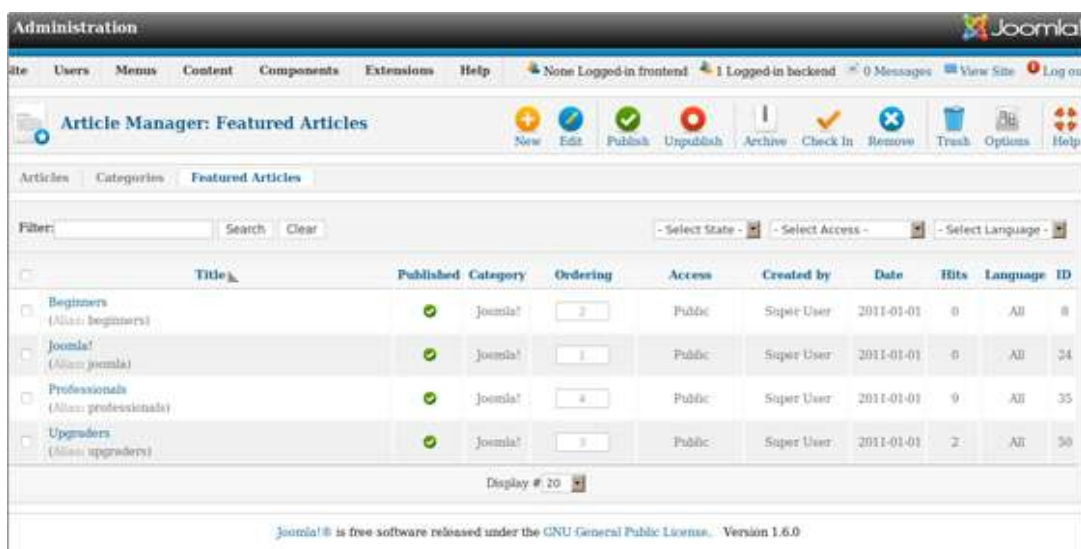 Administration Joomla!
ite Users Menus Content Components Extensions Help None Logged-in frontend 1 Logged-in backend 0 Messages View Site Log ou
Article Manager: Featured Articles New Edit Publish Unpublish Archive Check In Remove Trash Options Help
Articles Categories Featured Articles
Filter: Search Clear - Select State - - Select Access - - Select Language -
Title Published Category Ordering Access Created by Date Hits Language ID
Beginners Joomla! 2 Public Super User 2011-01-01 0 All 8
(Alias: beginners)
Joomla! Joomla! 1 Public Super User 2011-01-01 0 All 24
(Alias: joomla)
Professionals Joomla! 4 Public Super User 2011-01-01 9 All 35
(Alias: professionals)
Upgraders Joomla! 3 Public Super User 2011-01-01 2 All 50
(Alias: upgraders)
Display # 20
Joomla!® is free software released under the GNU General Public License. Version 1.6.0